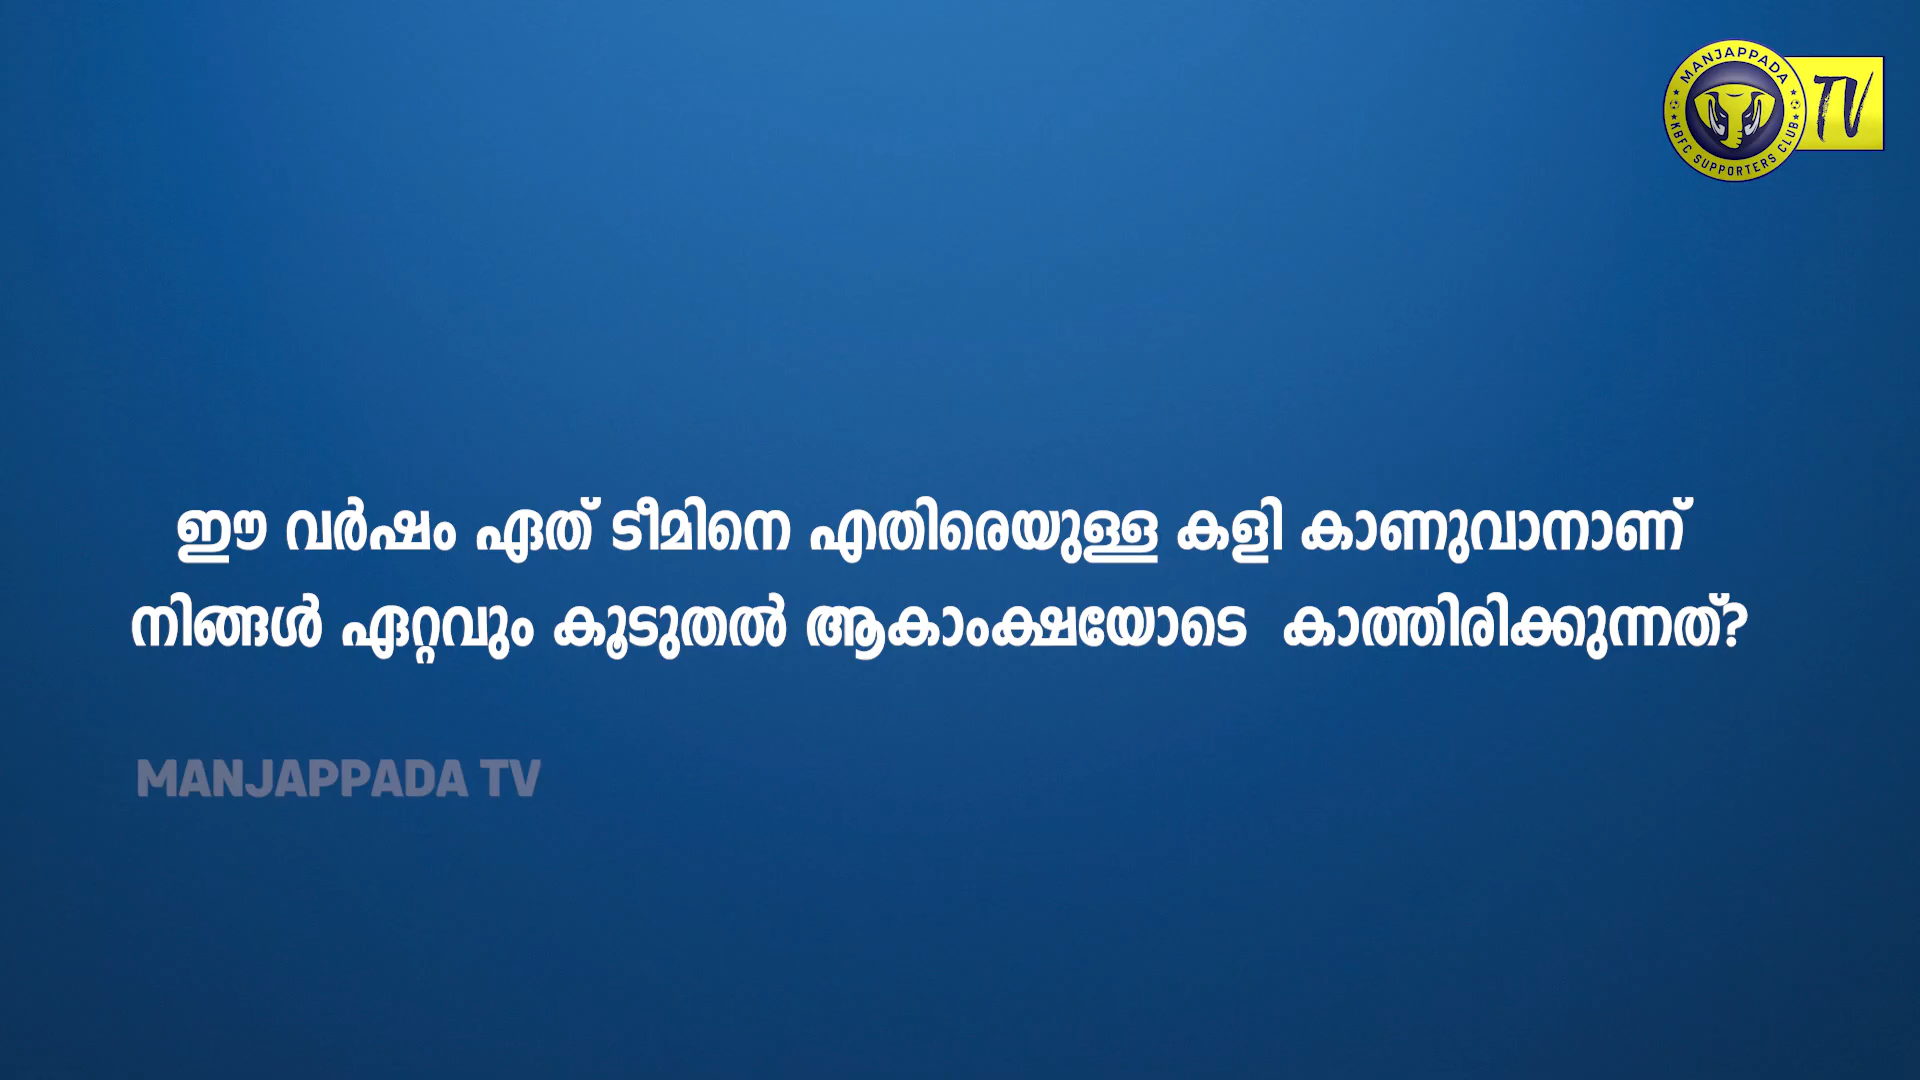 MANJAPPADA
TV
KBFC SUPPORTERS CLUB
ഈ വർഷം ഏത് ടീമിനെ എതിരെയുള്ള കളി കാണുവാനാണ്
നിങ്ങൾ ഏറ്റവും കൂടുതൽ ആകാംക്ഷയോടെ കാത്തിരിക്കുന്നത്?
MANJAPPADA TV